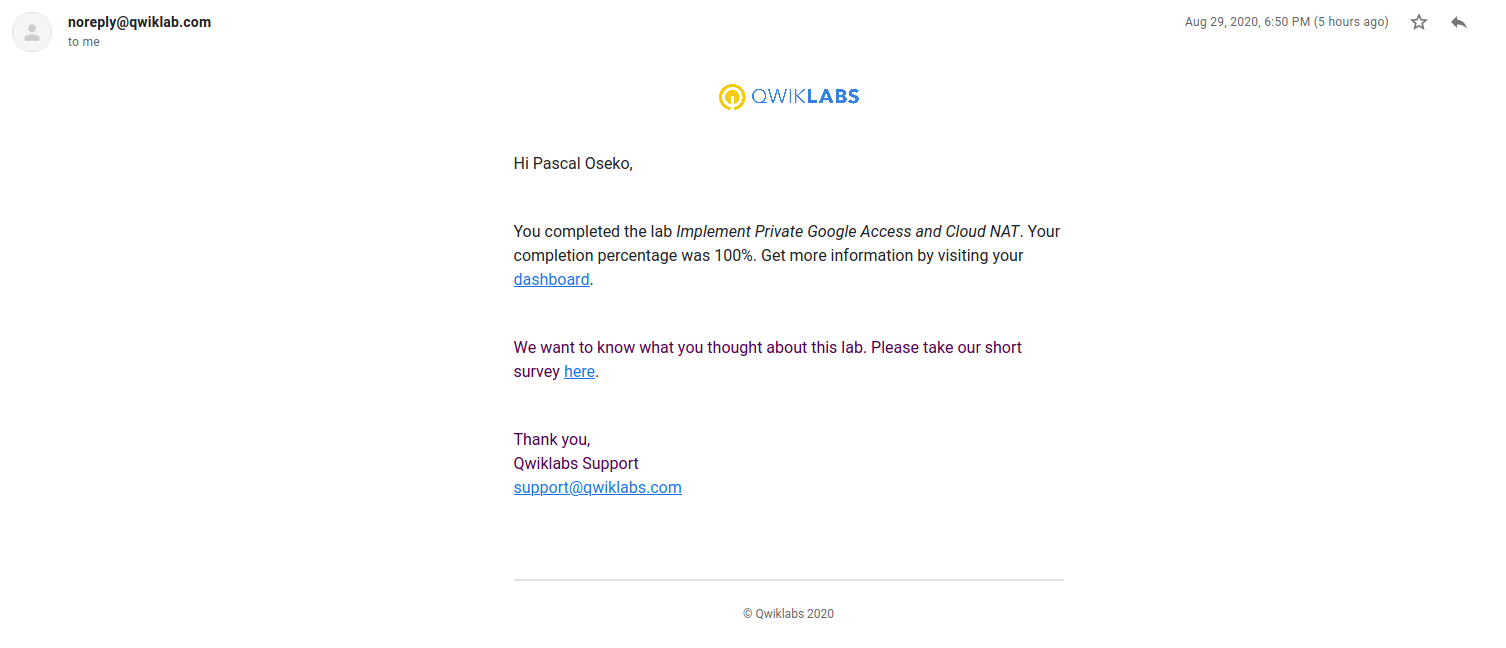 noreply@qwiklab.com
Aug 29, 2020, 6:50 PM (5 hours ago)
to me
QWIKLABS
Hi Pascal Oseko,
You completed the lab Implement Private Google Access and Cloud NAT. Your
completion percentage was 100%. Get more information by visiting your
dashboard.
We want to know what you thought about this lab. Please take our short
survey here.
Thank you,
Qwiklabs Support
support@qwiklabs.com
© Qwiklabs 2020